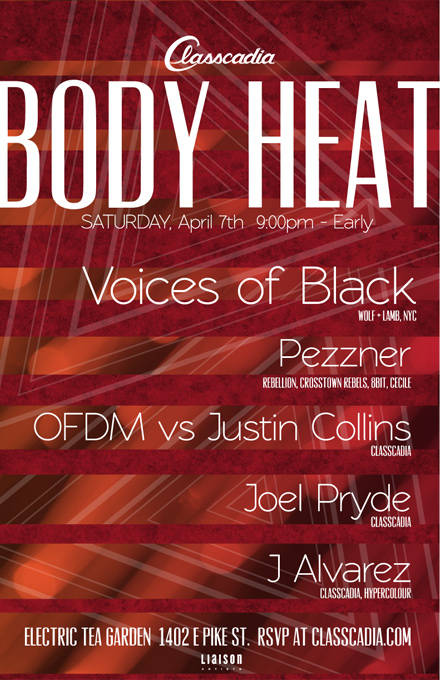 Classcadia
BODY HEAT
SATURDAY, April 7th 9:00pm - Early
Voices of Black
WOLF + LAMB, NYC
Pezzner
REBELLION, CROSSTOWN REBELS, 8BIT, CECILE
OFDM vs Justin Collins
CLASSCADIA
Joel Pryde
CLASSCADIA
J Alvarez
CLASSCADIA, HYPERCOLOUR
ELECTRIC TEA GARDEN 1402 E PIKE ST. RSVP AT CLASSCADIA.COM
Liaison
ARTISTS